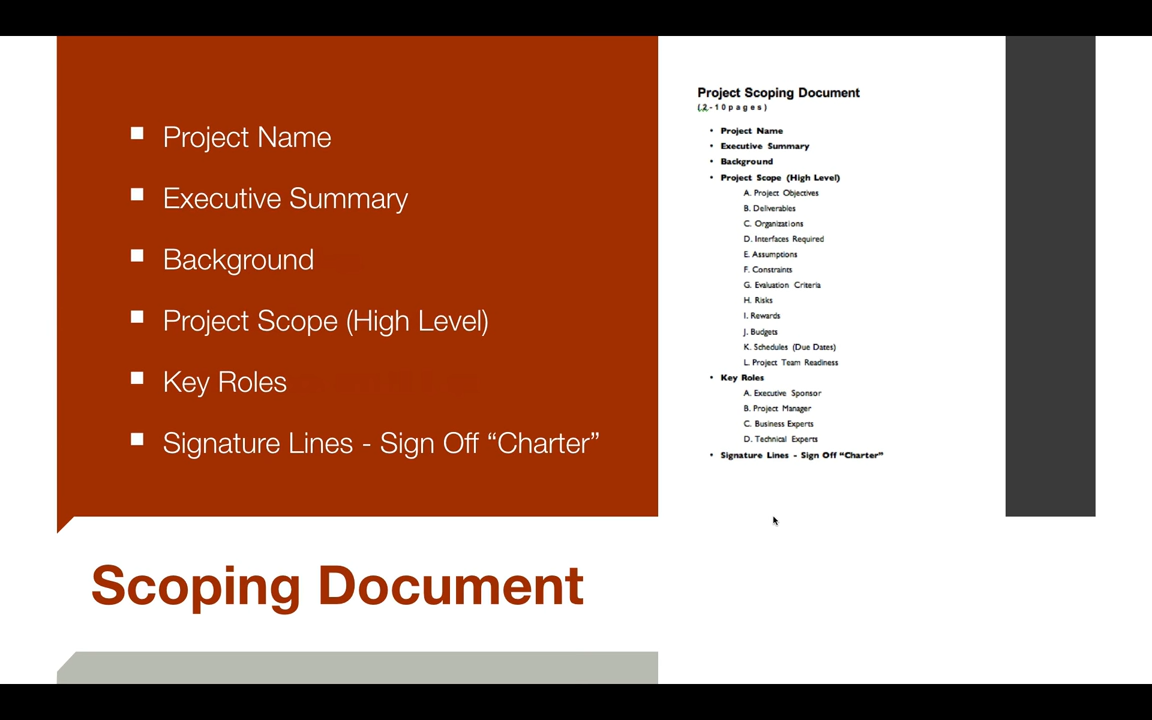 Project Name
Executive Summary
Background
Project Scope (High Level)
Key Roles
Signature Lines - Sign Off “Charter”
Scoping Document
Project Scoping Document
(2-10pages)
• Project Name
• Executive Summary
• Background
• Project Scope (High Level)
A. Project Objectives
B. Deliverables
C. Organizations
D. Interfaces Required
E. Assumptions
F. Constraints
G. Evaluation Criteria
H. Risks
I. Rewards
J. Budgets
K. Schedules (Due Dates)
L. Project Team Readiness
• Key Roles
A. Executive Sponsor
B. Project Manager
C. Business Experts
D. Technical Experts
• Signature Lines - Sign Off “Charter”